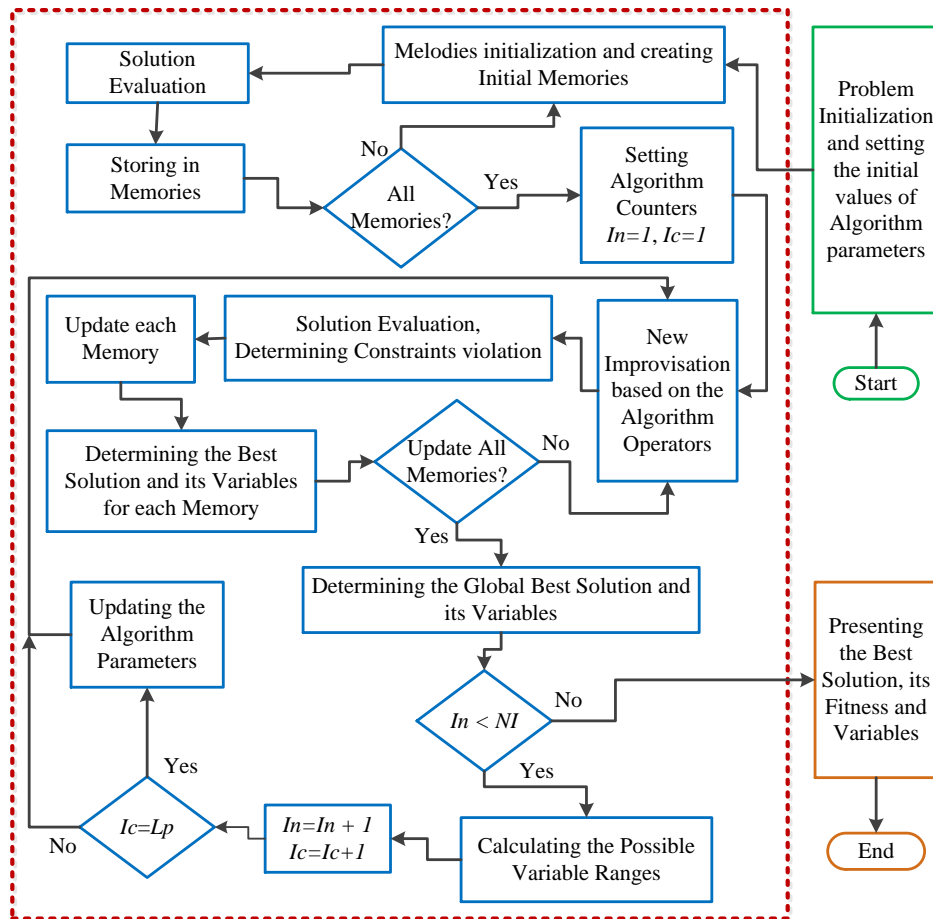 Melodies initialization and creating
Initial Memories
Solution
Evaluation
Storing in
Memories
No
All
Memories?
Yes
Setting
Algorithm
Counters
In=1, Ic=1
Problem
Initialization
and setting
the initial
values of
Algorithm
parameters
Start
Update each
Memory
Solution Evaluation,
Determining Constraints violation
New
Improvisation
based on the
Algorithm
Operators
Determining the Best
Solution and its Variables
for each Memory
Update All
Memories?
No
Yes
Determining the Global Best Solution and
its Variables
Updating the
Algorithm
Parameters
In < NI
No
Yes
Presenting
the Best
Solution, its
Fitness and
Variables
End
Yes
Ic=Lp
No
In=In + 1
Ic=Ic+1
Calculating the Possible
Variable Ranges